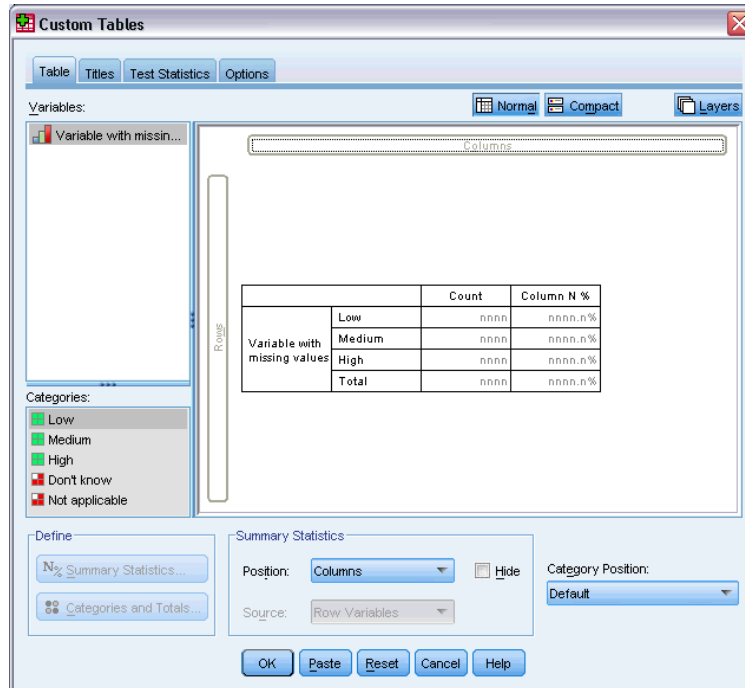 Custom Tables
Table Titles Test Statistics Options
Variables:
Normal Compact Layers
Variable with missin...
Columns
Rows
Count Column N %
Variable with missing values
Low nnnn nnnn.n%
Medium nnnn nnnn.n%
High nnnn nnnn.n%
Total nnnn nnnn.n%
Categories:
Low
Medium
High
Don't know
Not applicable
Define
N% Summary Statistics...
Categories and Totals...
Summary Statistics
Position: Columns Hide
Source: Row Variables
Category Position:
Default
OK Paste Reset Cancel Help